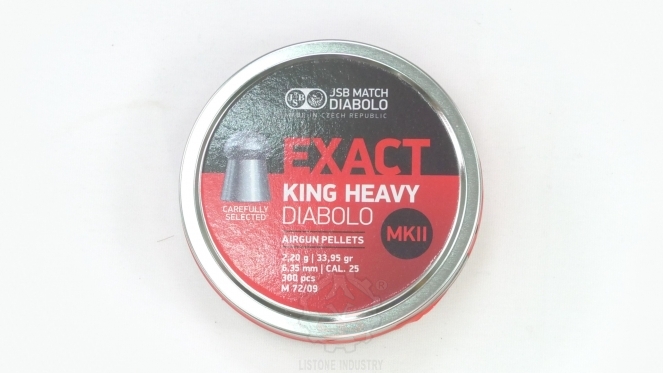 JSB
JSB MATCH
DIABOLO
MADE IN CZECH REPUBLIC
EXACT
KING HEAVY
DIABOLO
MKII
CAREFULLY
SELECTED
AIRGUN PELLETS
2,20 g | 33,95 gr
6.35 mm | CAL. 25
300 pcs
M 72/09
®
LISTONE INDUSTRY